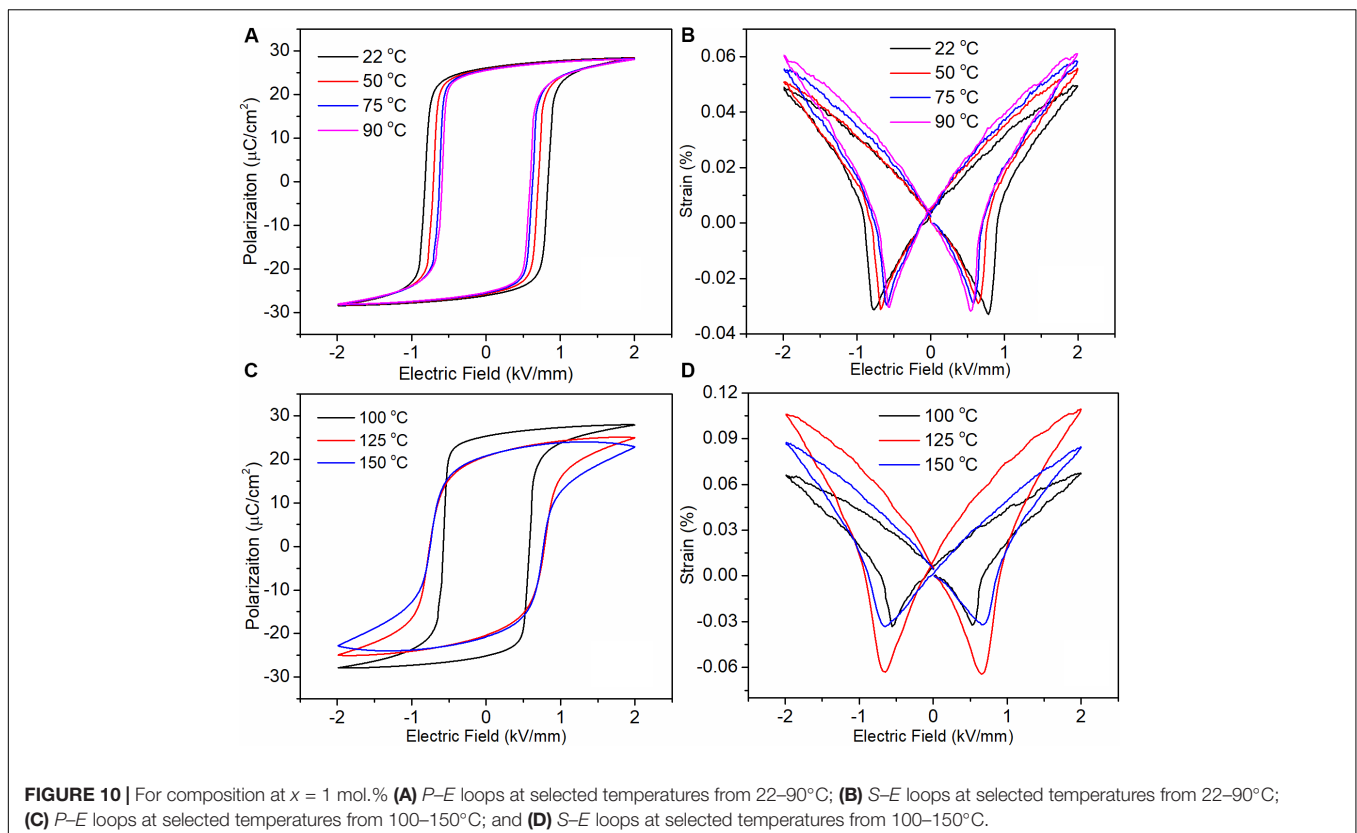 A
30
20
10
0
-10
-20
-30
Polarizaiton (μC/cm²)
22 °C
50 °C
75 °C
90 °C
-2 -1 0 1 2
Electric Field (kV/mm)
B
0.06
0.04
0.02
0.00
-0.02
-0.04
Strain (%)
22 °C
50 °C
75 °C
90 °C
-2 -1 0 1 2
Electric Field (kV/mm)
C
30
20
10
0
-10
-20
-30
Polarizaiton (μC/cm²)
100 °C
125 °C
150 °C
-2 -1 0 1 2
Electric Field (kV/mm)
D
0.12
0.09
0.06
0.03
0.00
-0.03
-0.06
Strain (%)
100 °C
125 °C
150 °C
-2 -1 0 1 2
Electric Field (kV/mm)
FIGURE 10 | For composition at x = 1 mol.% (A) P–E loops at selected temperatures from 22–90°C; (B) S–E loops at selected temperatures from 22–90°C;
(C) P–E loops at selected temperatures from 100–150°C; and (D) S–E loops at selected temperatures from 100–150°C.